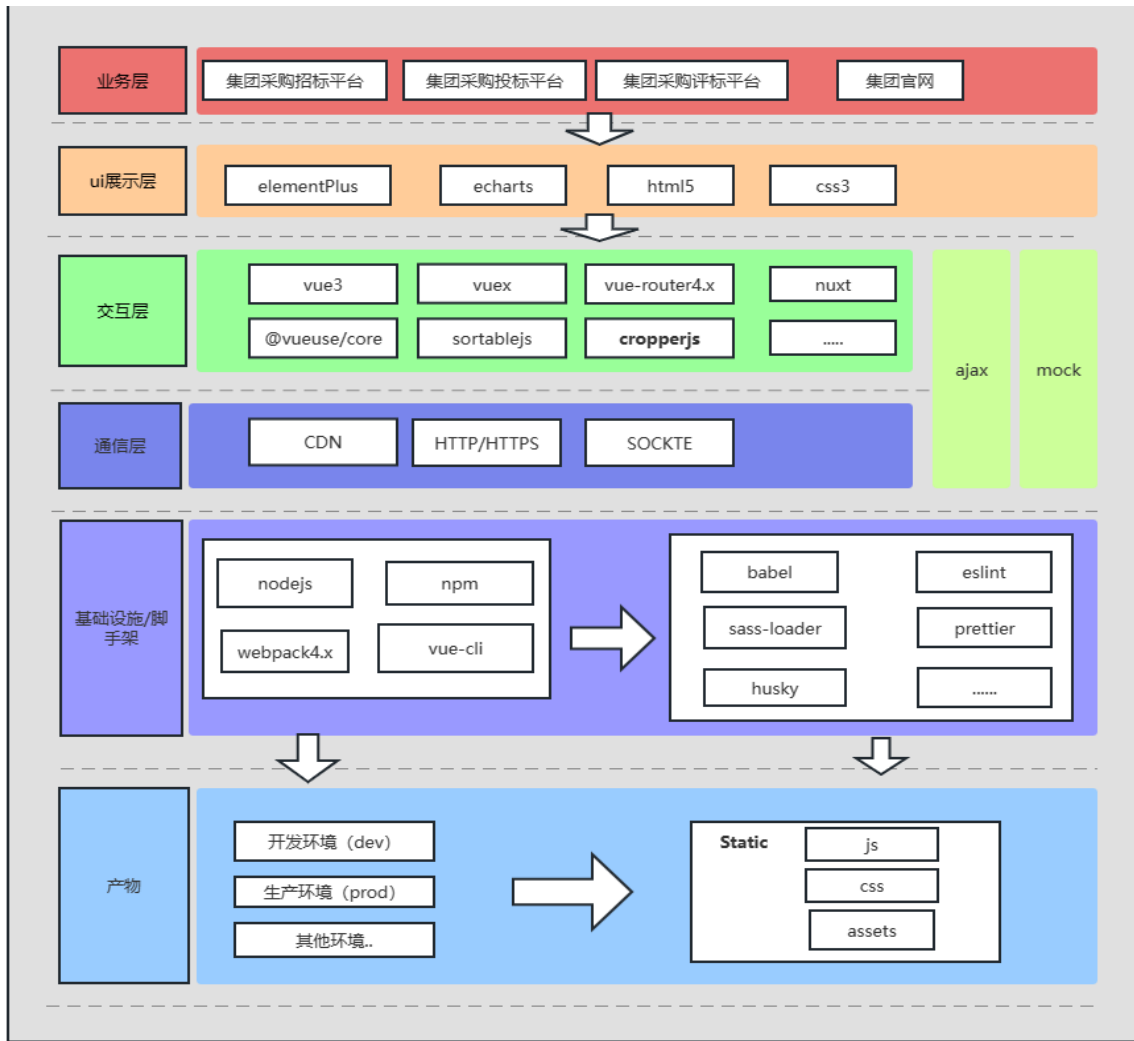 业务层
集团采购招标平台
集团采购投标平台
集团采购评标平台
集团官网
ui展示层
elementPlus
echarts
html5
css3
交互层
vue3
vuex
vue-router4.x
nuxt
@vueuse/core
sortablejs
cropperjs
.....
ajax
mock
通信层
CDN
HTTP/HTTPS
SOCKTE
基础设施/脚
手架
nodejs
npm
webpack4.x
vue-cli
babel
eslint
sass-loader
prettier
husky
......
产物
开发环境（dev）
生产环境（prod）
其他环境..
Static
js
css
assets